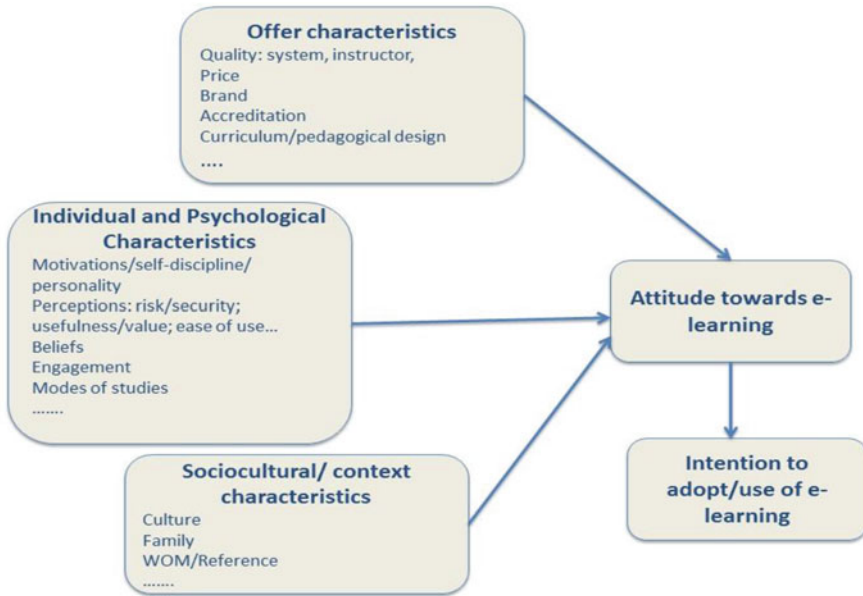 Offer characteristics
Quality: system, instructor,
Price
Brand
Accreditation
Curriculum/pedagogical design
....
Individual and Psychological
Characteristics
Motivations/self-discipline/
personality
Perceptions: risk/security;
usefulness/value; ease of use...
Beliefs
Engagement
Modes of studies
.......
Sociocultural/ context
characteristics
Culture
Family
WOM/Reference
.......
Attitude towards e-
learning
Intention to
adopt/use of e-
learning